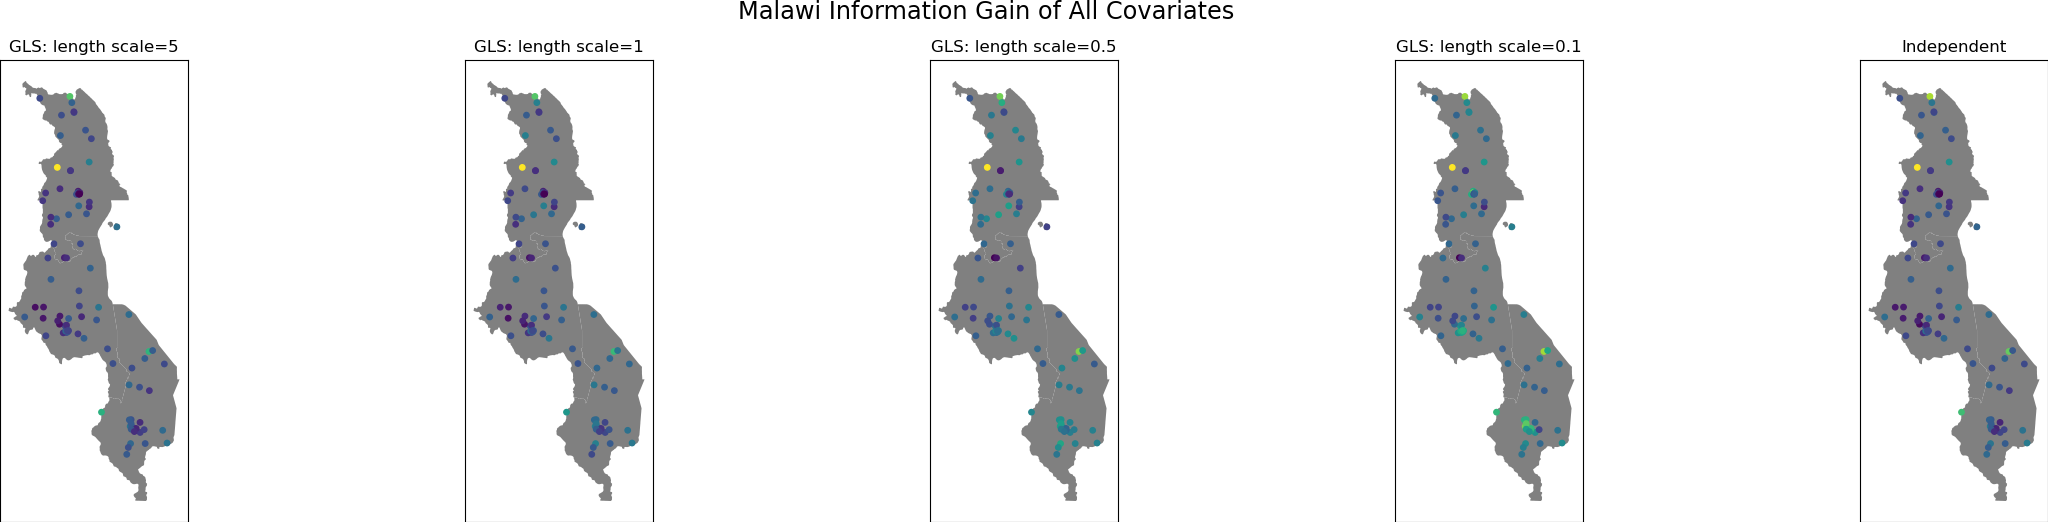 Malawi Information Gain of All Covariates
GLS: length scale=5
GLS: length scale=1
GLS: length scale=0.5
GLS: length scale=0.1
Independent